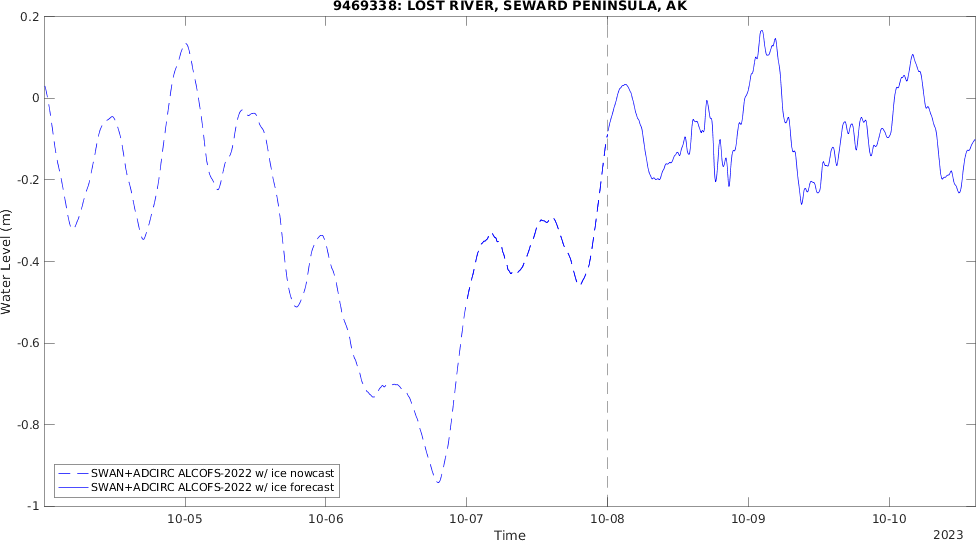 9469338: LOST RIVER, SEWARD PENINSULA, AK
0.2
0
-0.2
-0.4
-0.6
-0.8
-1
Water Level (m)
SWAN+ADCIRC ALCOFS-2022 w/ ice nowcast
SWAN+ADCIRC ALCOFS-2022 w/ ice forecast
10-05 10-06 10-07 10-08 10-09 10-10
Time
2023